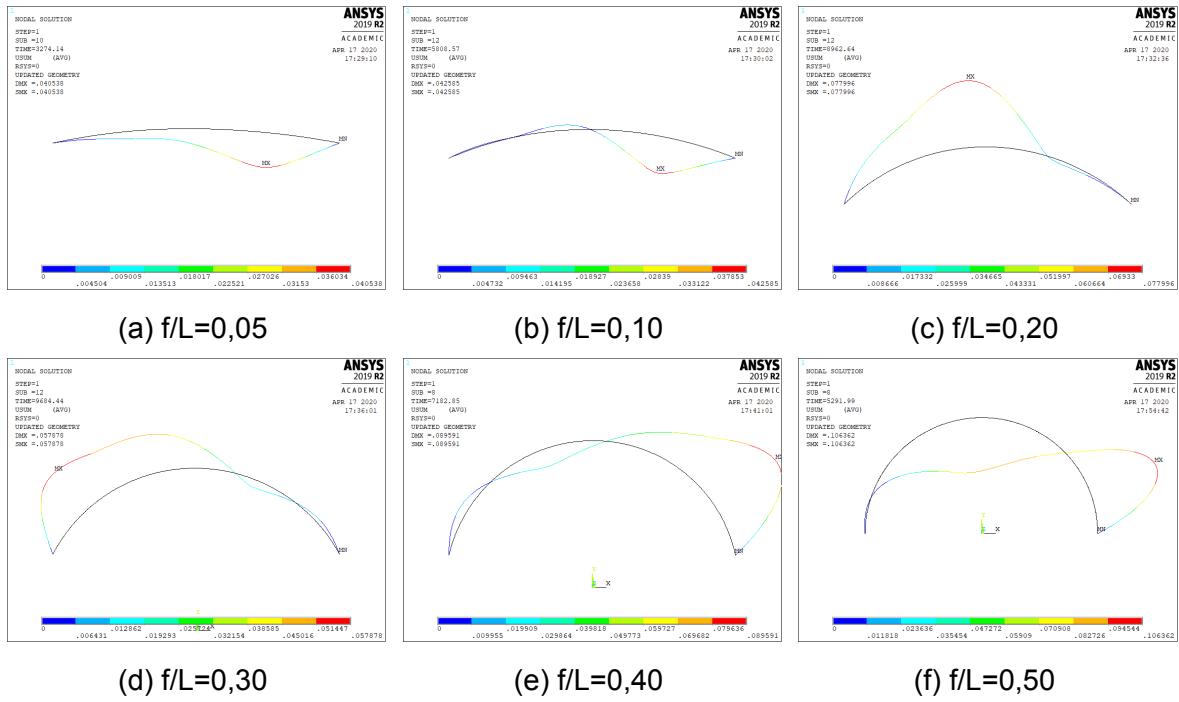 1
NODAL SOLUTION
STEP=1
SUB =10
TIME=3274.14
USUM (AVG)
RSYS=0
UPDATED GEOMETRY
DMX =.040538
SMX =.040538
ANSYS
2019 R2
ACADEMIC
APR 17 2020
17:29:10
MN
MX
0 .009009 .018017 .027026 .036034
.004504 .013513 .022521 .03153 .040538
(a) f/L=0,05
1
NODAL SOLUTION
STEP=1
SUB =12
TIME=5808.57
USUM (AVG)
RSYS=0
UPDATED GEOMETRY
DMX =.042585
SMX =.042585
ANSYS
2019 R2
ACADEMIC
APR 17 2020
17:30:02
MN
MX
0 .009463 .018927 .02839 .037853
.004732 .014195 .023658 .033122 .042585
(b) f/L=0,10
1
NODAL SOLUTION
STEP=1
SUB =12
TIME=8962.64
USUM (AVG)
RSYS=0
UPDATED GEOMETRY
DMX =.077996
SMX =.077996
ANSYS
2019 R2
ACADEMIC
APR 17 2020
17:32:36
MX
MN
0 .017332 .034665 .051997 .06933
.008666 .025999 .043331 .060664 .077996
(c) f/L=0,20
1
NODAL SOLUTION
STEP=1
SUB =12
TIME=9684.44
USUM (AVG)
RSYS=0
UPDATED GEOMETRY
DMX =.057878
SMX =.057878
ANSYS
2019 R2
ACADEMIC
APR 17 2020
17:36:01
MX
MN
Y
0 .012862 .038585 .051447
.006431 .019293 .032154 .045016 .057878
(d) f/L=0,30
1
NODAL SOLUTION
STEP=1
SUB =8
TIME=7182.85
USUM (AVG)
RSYS=0
UPDATED GEOMETRY
DMX =.089591
SMX =.089591
ANSYS
2019 R2
ACADEMIC
APR 17 2020
17:41:01
MN
Y
X
0 .019909 .039818 .059727 .079636
.009955 .029864 .049773 .069682 .089591
(e) f/L=0,40
1
NODAL SOLUTION
STEP=1
SUB =8
TIME=5291.99
USUM (AVG)
RSYS=0
UPDATED GEOMETRY
DMX =.106362
SMX =.106362
ANSYS
2019 R2
ACADEMIC
APR 17 2020
17:54:42
MX
Y
X
MN
0 .023636 .047272 .070908 .094544
.011818 .035454 .05909 .082726 .106362
(f) f/L=0,50